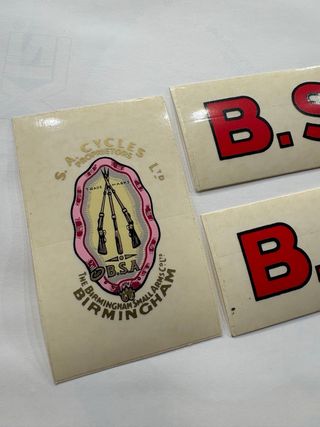 B.S. A. CYCLES LTD
PROPRIETORS
TRADE MARK
B.S.A.
THE BIRMINGHAM SMALL ARMS CO LTD
BIRMINGHAM
B.S
B.